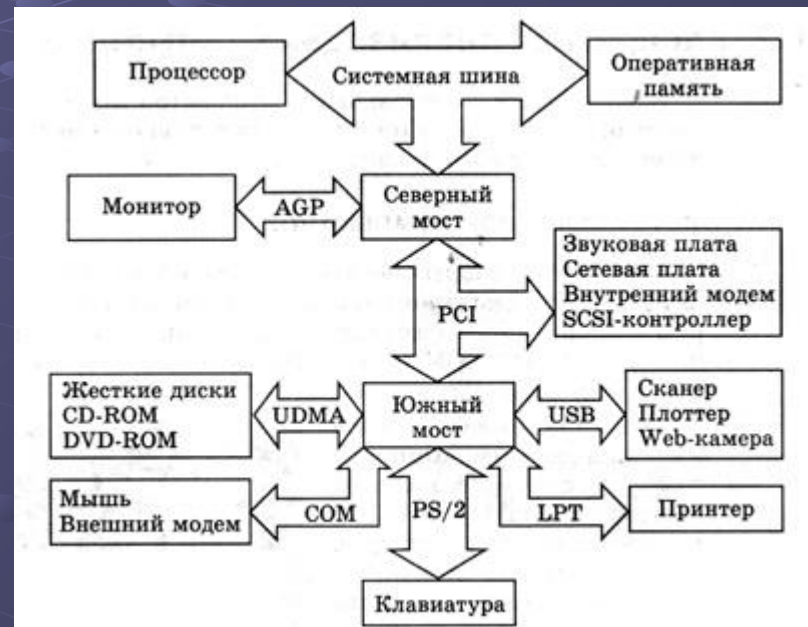 Процессор
Системная шина
Оперативная
память
Монитор
AGP
Северный
мост
Звуковая плата
Сетевая плата
Внутренний модем
SCSI-контроллер
PCI
Жесткие диски
CD-ROM
DVD-ROM
UDMA
Южный
мост
USB
Сканер
Плоттер
Web-камера
Мышь
Внешний модем
COM
PS/2
LPT
Принтер
Клавиатура